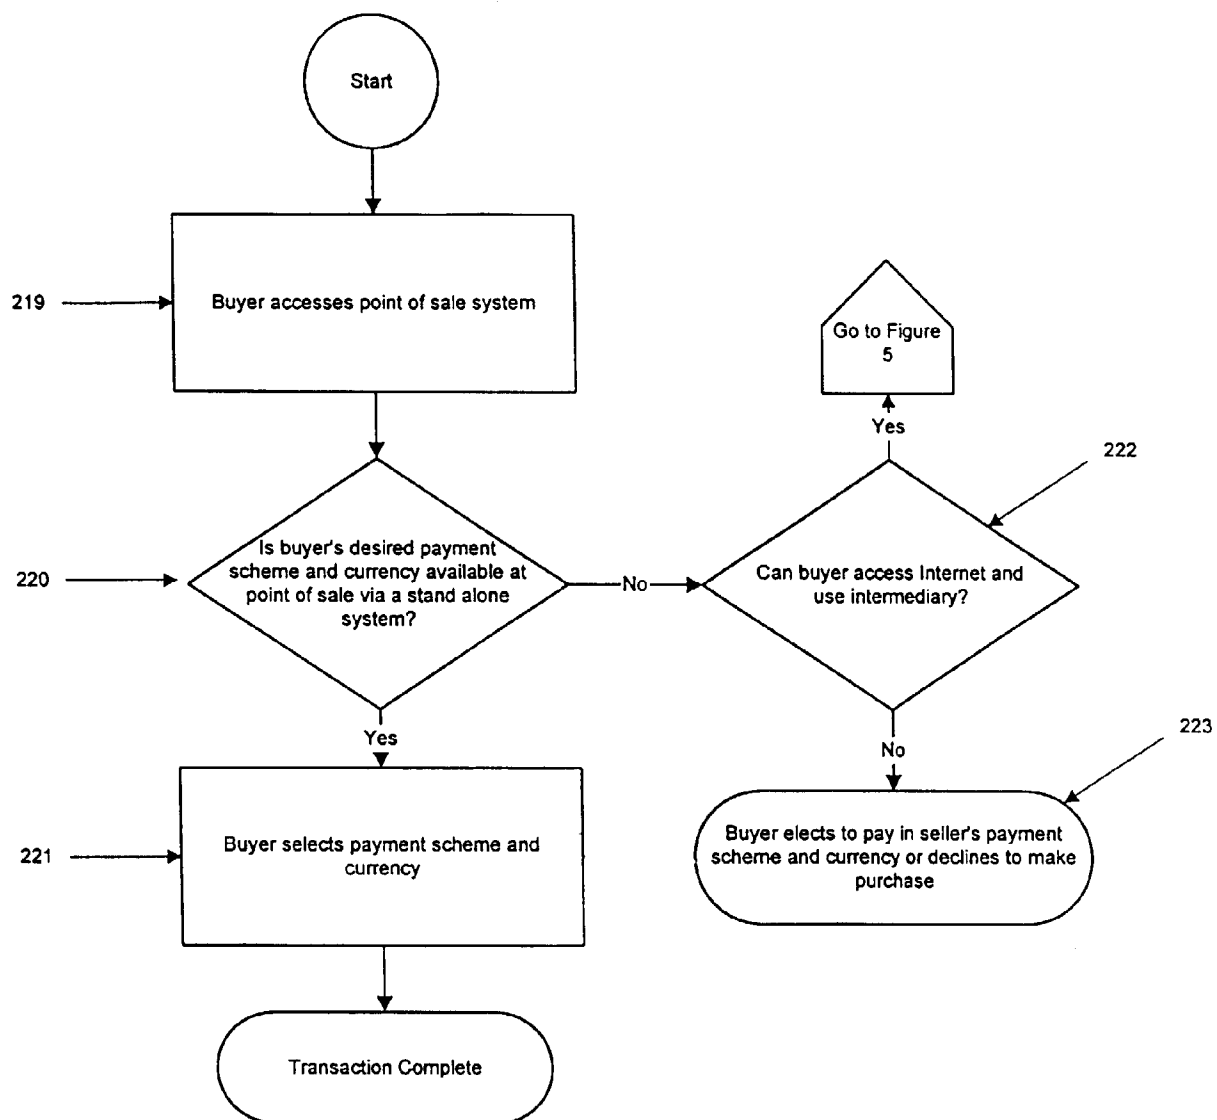 Start
219
Buyer accesses point of sale system
Go to Figure
5
Yes
222
220
Is buyer's desired payment
scheme and currency available at
point of sale via a stand alone
system?
No
Can buyer access Internet and
use intermediary?
Yes
No
223
221
Buyer selects payment scheme and
currency
Buyer elects to pay in seller's payment
scheme and currency or declines to make
purchase
Transaction Complete